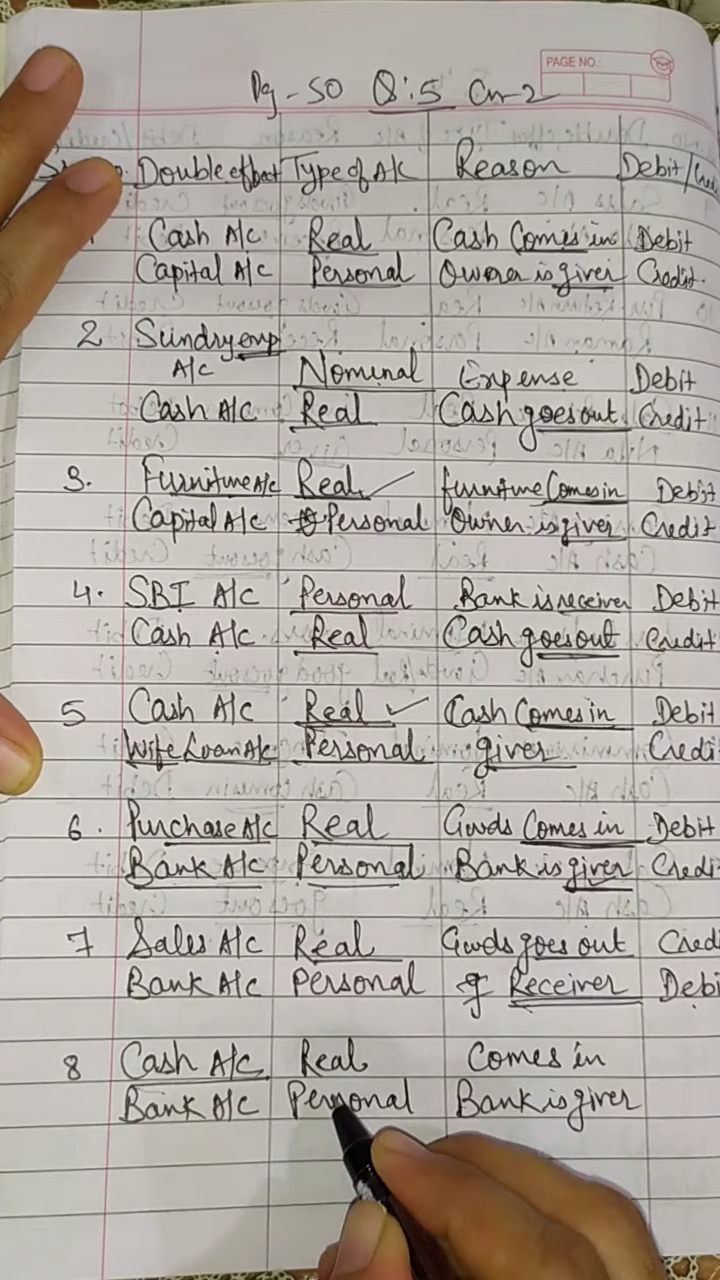 PAGE NO.:
Pg - 50 Q:5 Cn-2
Double effect Type of A/c Reason Debit/
Cash A/c Real Cash Comes in Debit
Capital A/c Personal Owner is giver Credit.
2 Sundry exp
A/c Nominal Expense Debit
Cash A/c Real Cash goes out Credit
3. Furniture A/c Real ✓ furniture Comes in Debit
Capital A/c Personal Owner is giver Credit
4. SBI A/c Personal Bank is receiver Debit
Cash A/c Real Cash goes out Credit
5 Cash A/c Real ✓ Cash Comes in Debit
Wife Loan A/c Personal giver Credi
6. Purchase A/c Real Goods Comes in Debit
Bank A/c Personal Bank is giver Credi
7 Sales A/c Real Goods goes out Cred
Bank A/c Personal Receiver Debi
8 Cash A/c Real Comes in
Bank A/c Personal Bank is giver